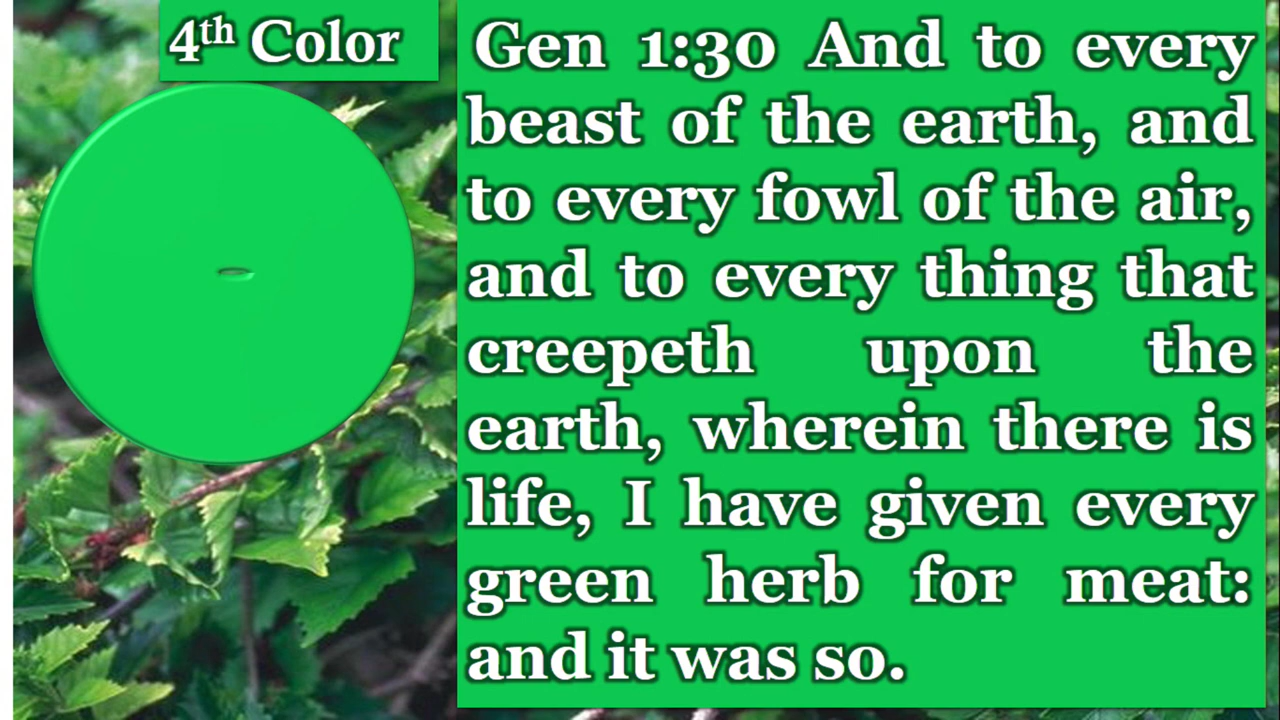 4th Color
Gen 1:30 And to every
beast of the earth, and
to every fowl of the air,
and to every thing that
creepeth upon the
earth, wherein there is
life, I have given every
green herb for meat:
and it was so.